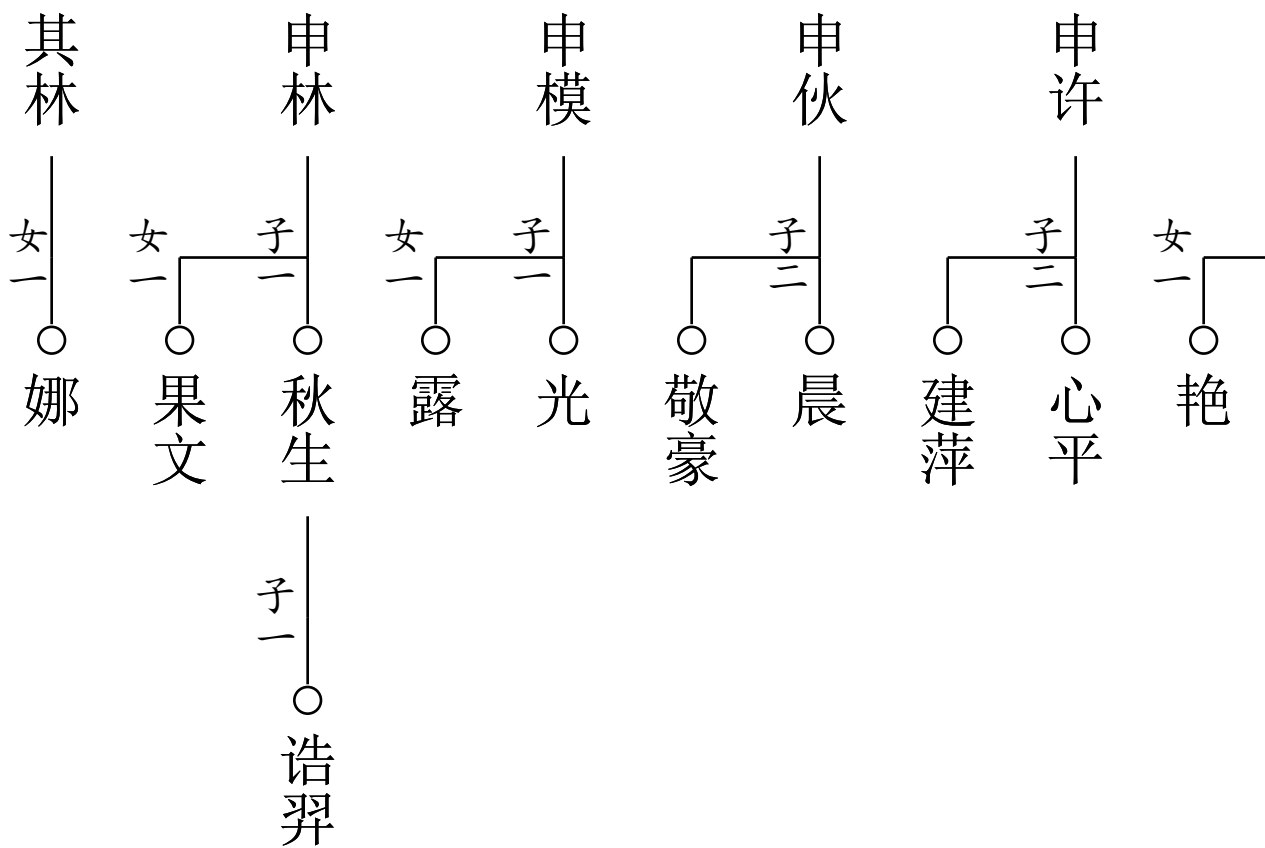 其林
申林
申模
申伙
申许
女一
女一
子一
女一
子一
子二
子二
女一
娜
果文
秋生
露
光
敬豪
晨
建萍
心平
艳
子一
诰羿